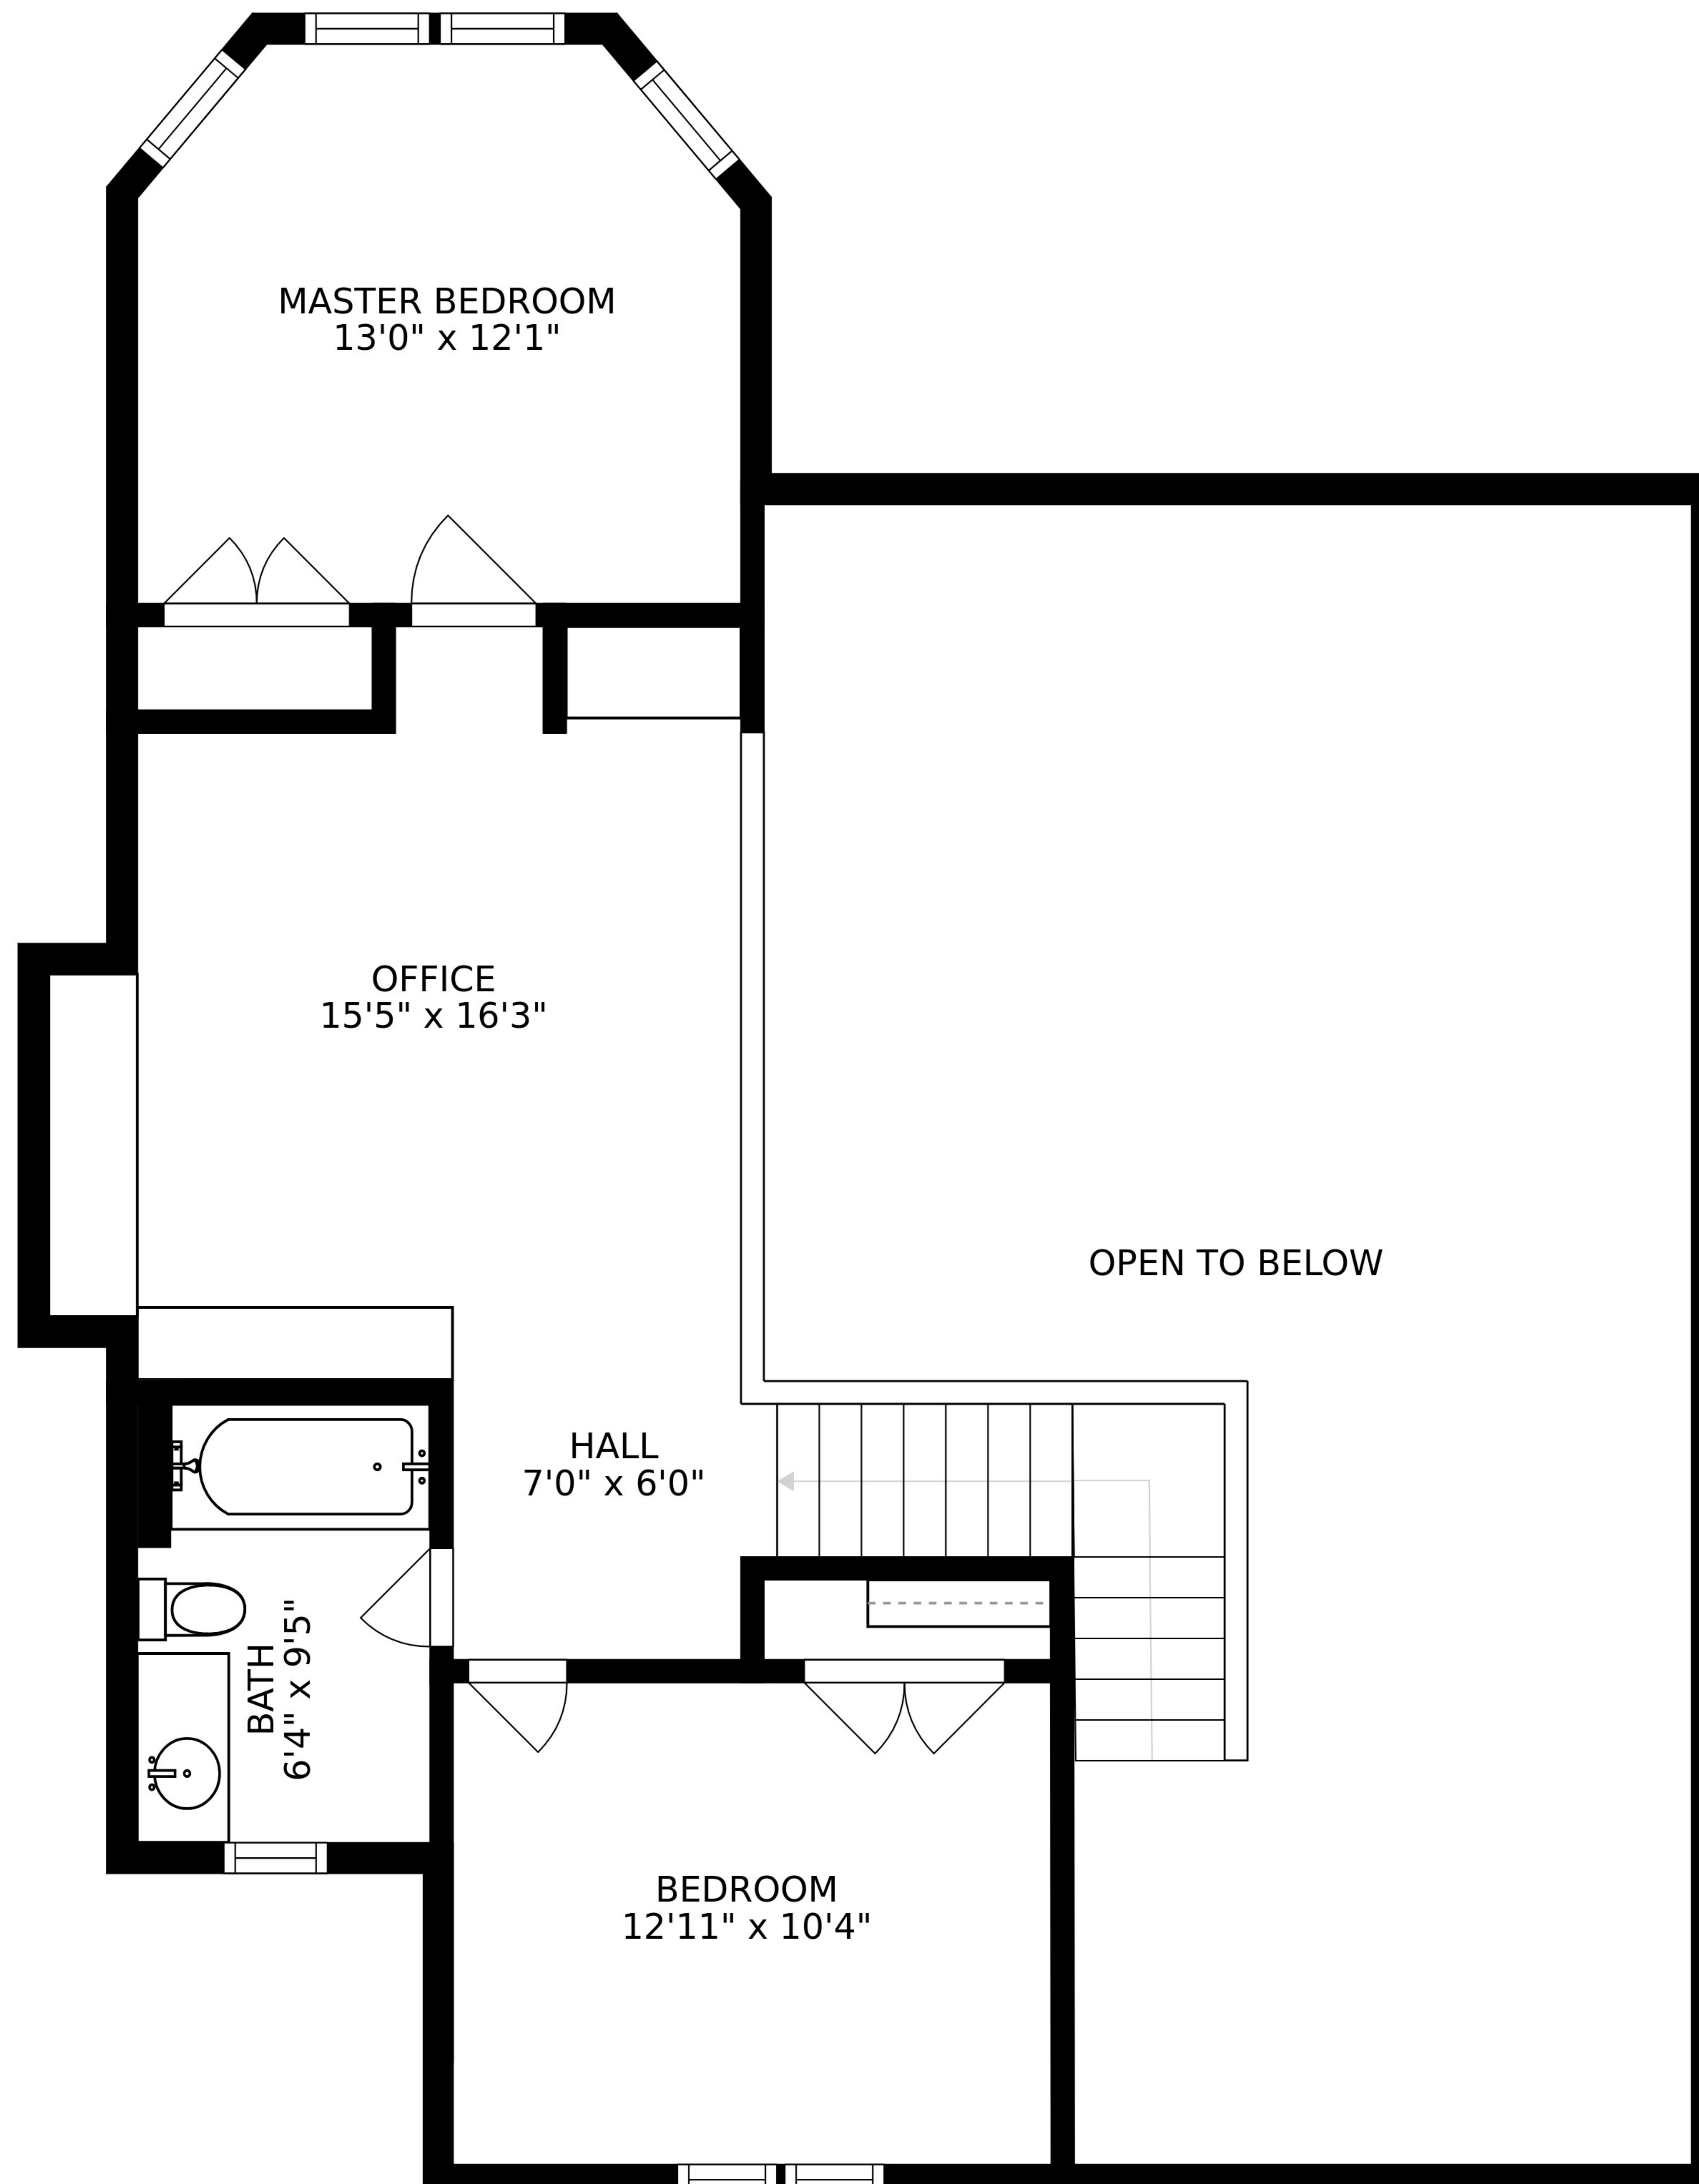 MASTER BEDROOM
13'0" x 12'1"
OFFICE
15'5" x 16'3"
OPEN TO BELOW
HALL
7'0" x 6'0"
BATH
6'4" x 9'5"
BEDROOM
12'11" x 10'4"